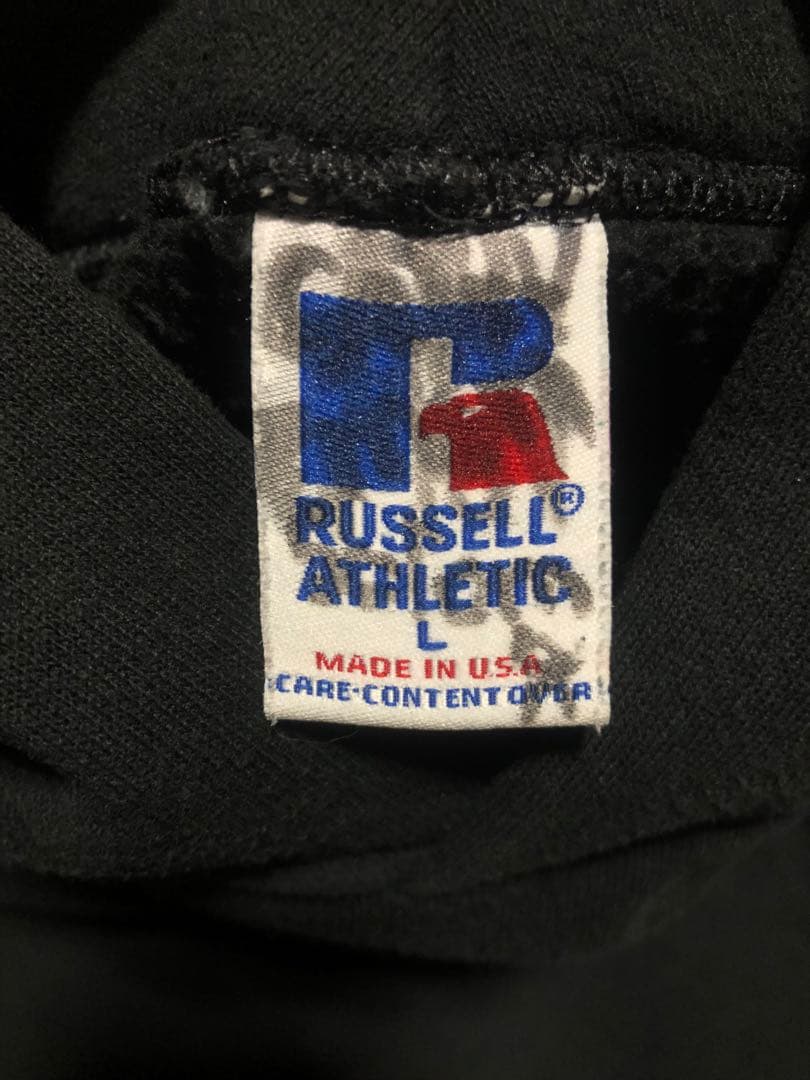 RUSSELL®
ATHLETIC
L
MADE IN U.S.A
CARE-CONTENT OVER